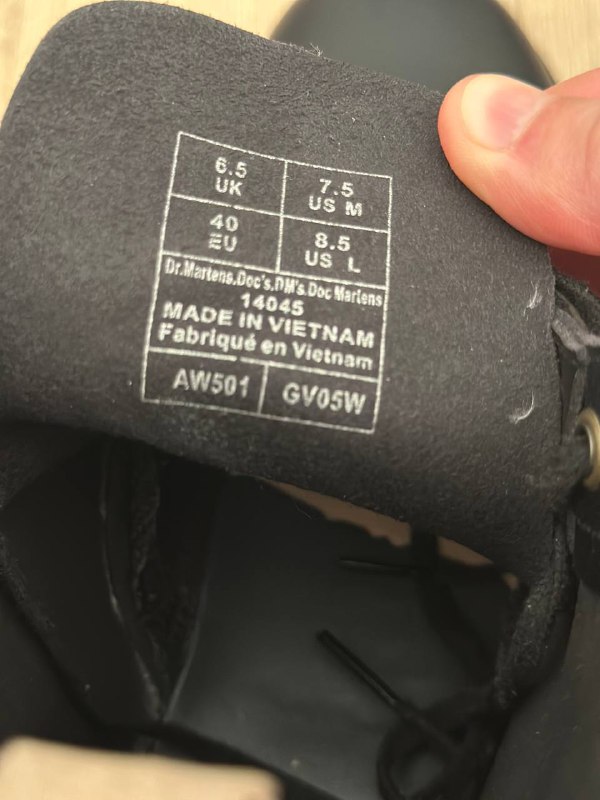 6.5
UK
7.5
US M
40
EU
8.5
US L
Dr.Martens.Doc's.DM's.Doc Martens
14045
MADE IN VIETNAM
Fabriqué en Vietnam
AW501
GV05W